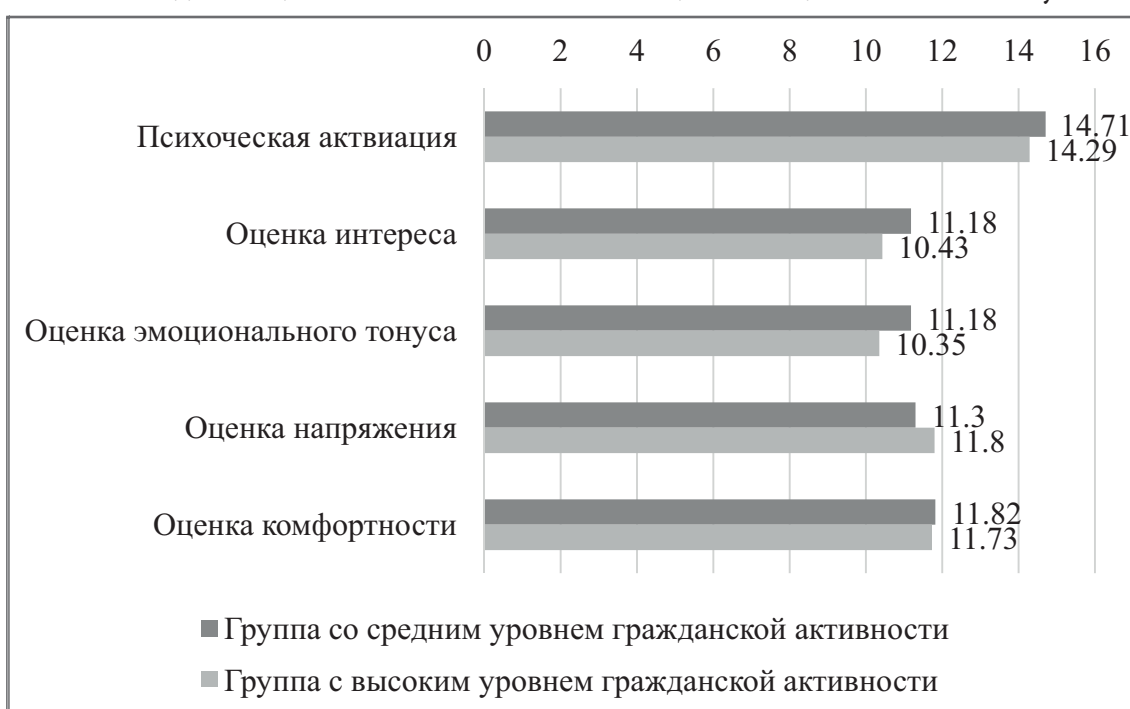 0 2 4 6 8 10 12 14 16
Психоческая актвиация
14.71
14.29
Оценка интереса
11.18
10.43
Оценка эмоционального тонуса
11.18
10.35
Оценка напряжения
11.3
11.8
Оценка комфортности
11.82
11.73
Группа со средним уровнем гражданской активности
Группа с высоким уровнем гражданской активности